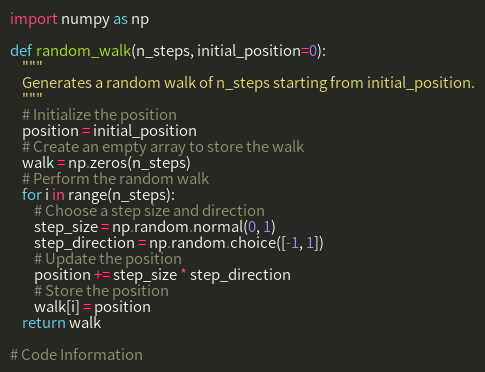 import numpy as np

def random_walk(n_steps, initial_position=0):
    """
    Generates a random walk of n_steps starting from initial_position.
    """
    # Initialize the position
    position = initial_position
    # Create an empty array to store the walk
    walk = np.zeros(n_steps)
    # Perform the random walk
    for i in range(n_steps):
        # Choose a step size and direction
        step_size = np.random.normal(0, 1)
        step_direction = np.random.choice([-1, 1])
        # Update the position
        position += step_size * step_direction
        # Store the position
        walk[i] = position
    return walk

# Code Information